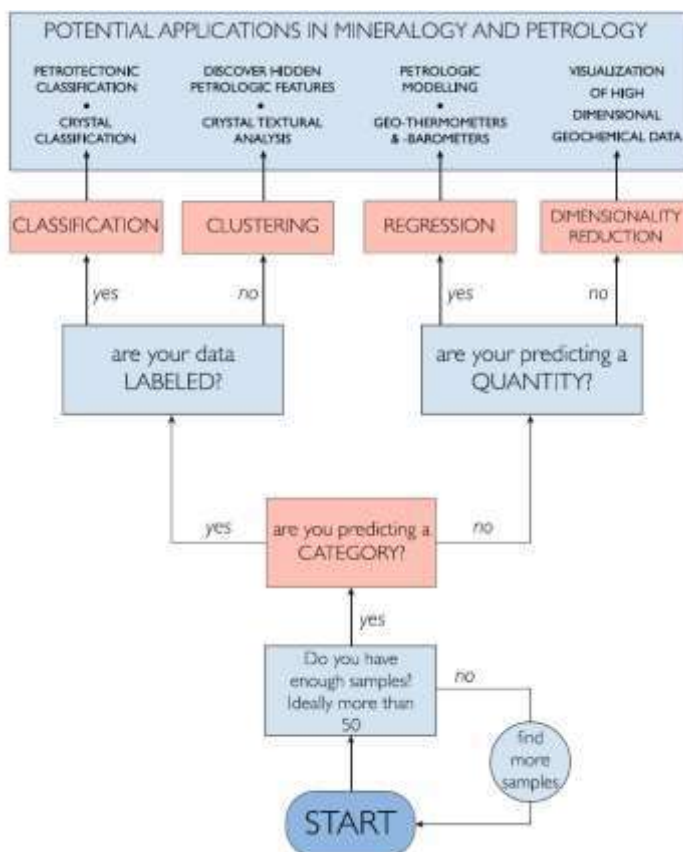 POTENTIAL APPLICATIONS IN MINERALOGY AND PETROLOGY
PETROTECTONIC
CLASSIFICATION
•
CRYSTAL
CLASSIFICATION
DISCOVER HIDDEN
PETROLOGIC FEATURES
•
CRYSTAL TEXTURAL
ANALYSIS
PETROLOGIC
MODELLING
•
GEO-THERMOMETERS
& -BAROMETERS
VISUALIZATION
OF HIGH
DIMENSIONAL
GEOCHEMICAL DATA
CLASSIFICATION
CLUSTERING
REGRESSION
DIMENSIONALITY
REDUCTION
yes
no
yes
no
are your data
LABELED?
are your predicting a
QUANTITY?
yes
are you predicting a
CATEGORY?
no
yes
Do you have
enough samples?
Ideally more than
50
no
find
more
samples
START